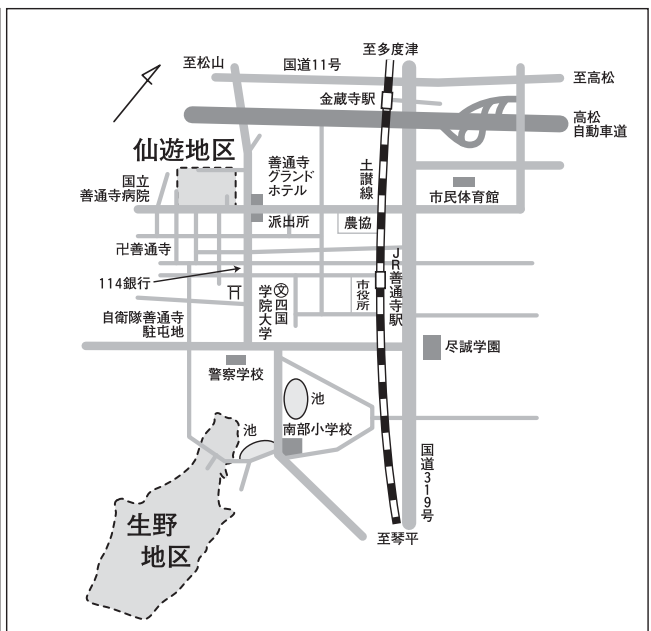 至多度津
至松山
国道11号
至高松
金蔵寺駅
高松
自動車道
仙遊地区
善通寺
グランド
ホテル
土讃線
国立
善通寺病院
市民体育館
派出所
農協
卍善通寺
JR善通寺駅
114銀行
市役所
文四国
学院大学
自衛隊善通寺
駐屯地
尽誠学園
警察学校
池
池
南部小学校
国道319号
生野
地区
至琴平